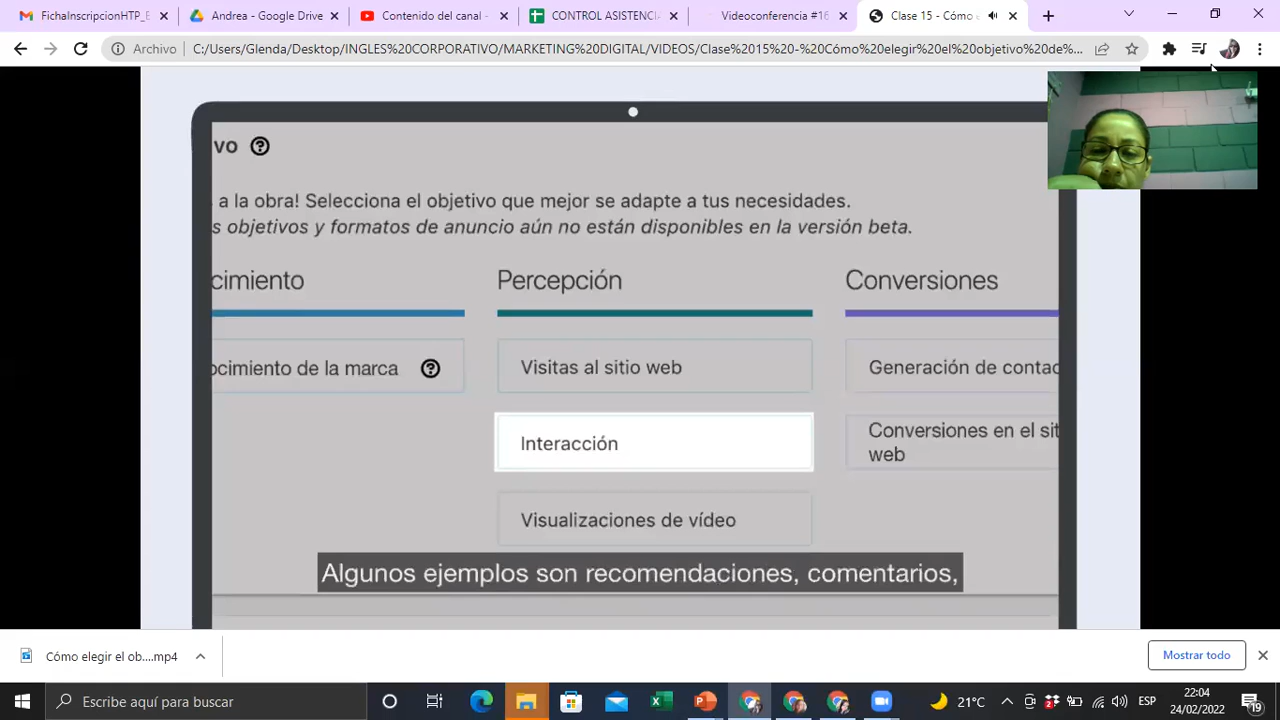 FichaInscripcionHTP_E
Andrea - Google Drive
Contenido del canal -
CONTROL ASISTENCIA
Videoconferencia #16
Clase 15 - Cómo e
Archivo
C:/Users/Glenda/Desktop/INGLES%20CORPORATIVO/MARKETING%20DIGITAL/VIDEOS/Clase%2015%20-%20Cómo%20elegir%20el%20objetivo%20de%...
vo ?
a la obra! Selecciona el objetivo que mejor se adapte a tus necesidades.
s objetivos y formatos de anuncio aún no están disponibles en la versión beta.
cimiento
Percepción
Conversiones
ocimiento de la marca ?
Visitas al sitio web
Generación de contac
Interacción
Conversiones en el sit
web
Visualizaciones de vídeo
Algunos ejemplos son recomendaciones, comentarios,
Cómo elegir el ob....mp4
Mostrar todo
Escribe aquí para buscar
21°C
ESP
22:04
24/02/2022
19